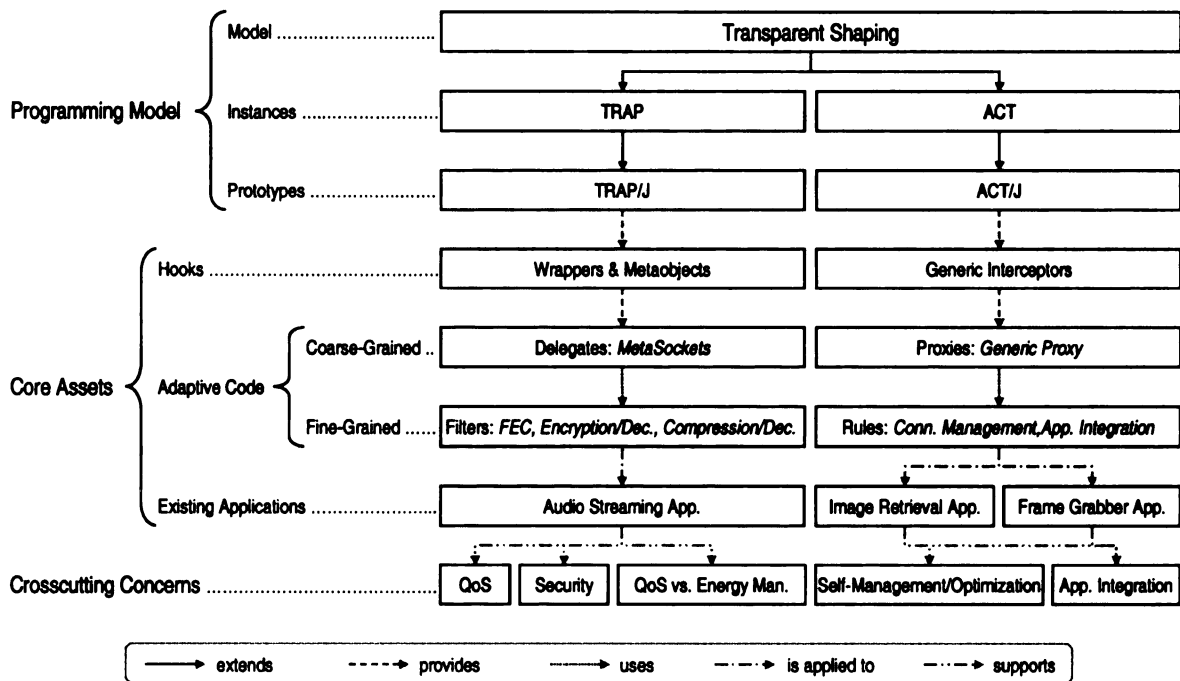 Model
Transparent Shaping
Programming Model
Instances
TRAP
ACT
Prototypes
TRAP/J
ACT/J
Hooks
Wrappers & Metaobjects
Generic Interceptors
Coarse-Grained
Delegates: MetaSockets
Proxies: Generic Proxy
Core Assets
Adaptive Code
Fine-Grained
Filters: FEC, Encryption/Dec., Compression/Dec.
Rules: Conn. Management,App. Integration
Existing Applications
Audio Streaming App.
Image Retrieval App.
Frame Grabber App.
Crosscutting Concerns
QoS
Security
QoS vs. Energy Man.
Self-Management/Optimization
App. Integration
extends
provides
uses
is applied to
supports